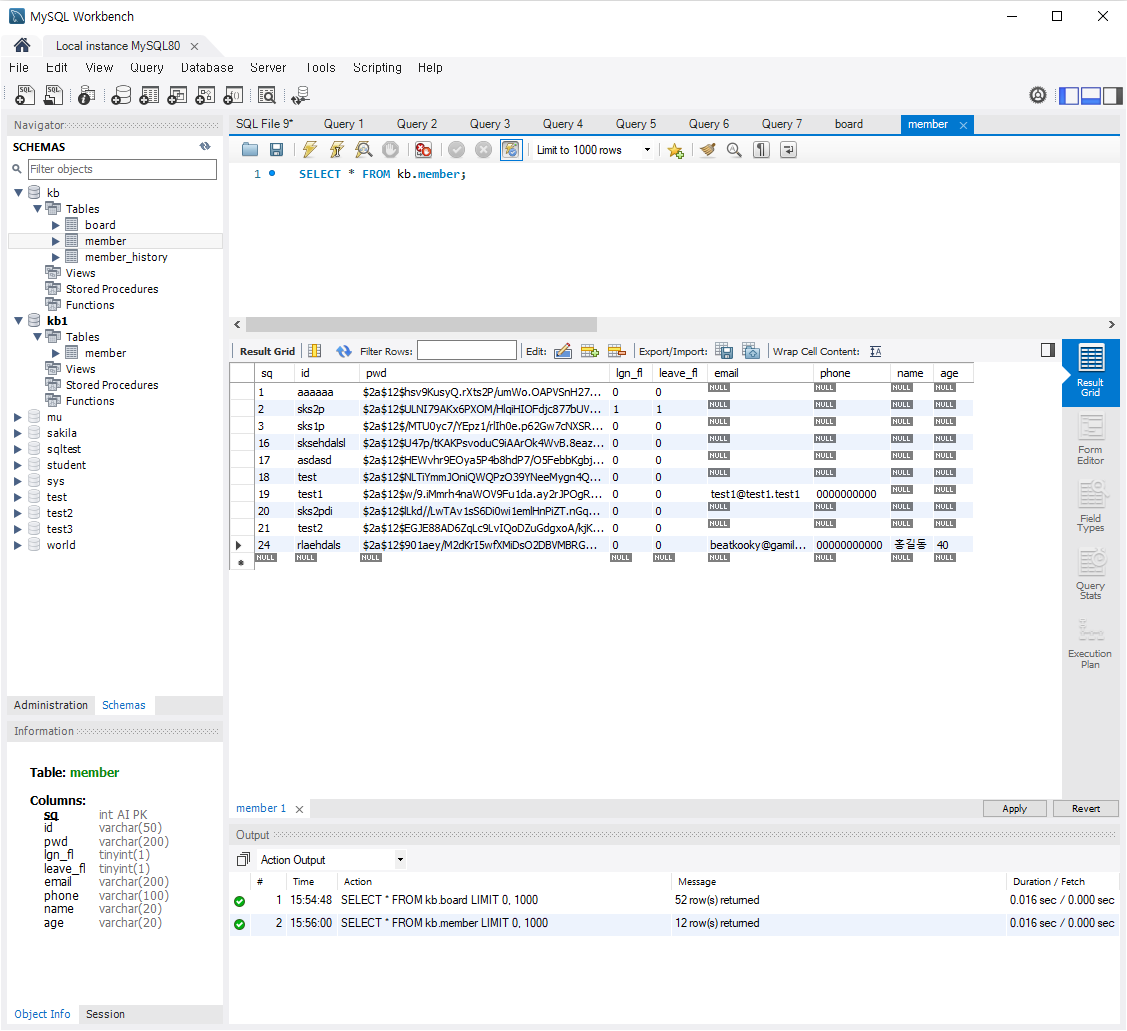 MySQL Workbench
Local instance MySQL80
File Edit View Query Database Server Tools Scripting Help
Navigator
SCHEMAS
Filter objects
kb
Tables
board
member
member_history
Views
Stored Procedures
Functions
kb1
Tables
member
Views
Stored Procedures
Functions
mu
sakila
sqltest
student
sys
test
test2
test3
world
Administration Schemas
Information
Table: member
Columns:
sq int AI PK
id varchar(50)
pwd varchar(200)
lgn_fl tinyint(1)
leave_fl tinyint(1)
email varchar(200)
phone varchar(100)
name varchar(20)
age varchar(20)
Object Info Session
SQL File 9* Query 1 Query 2 Query 3 Query 4 Query 5 Query 6 Query 7 board member
Limit to 1000 rows
1 SELECT * FROM kb.member;
Result Grid Filter Rows: Edit: Export/Import: Wrap Cell Content:
sq id pwd lgn_fl leave_fl email phone name age
1 aaaaaa $2a$12$hsv9KusyQ.rXts2P/umWo.OAPVSnH27... 0 0 NULL NULL NULL NULL
2 sks2p $2a$12$ULNI79AKx6PXOM/HlqiHIOFdjc877bUV... 1 1 NULL NULL NULL NULL
3 sks1p $2a$12$/MTU0yc7/YEpz1/rlIh0e.p62Gw7cNXSR... 0 0 NULL NULL NULL NULL
16 sksehdalsl $2a$12$U47p/tKAKPsvoduC9iAArOk4WvB.8eaz... 0 0 NULL NULL NULL NULL
17 asdasd $2a$12$HEWvhr9EOya5P4b8hdP7/O5FebbKgbj... 0 0 NULL NULL NULL NULL
18 test $2a$12$NLTiYmmJOniQWQPzO39YNeeMygn4Q... 0 0 NULL NULL NULL NULL
19 test1 $2a$12$w/9.iMmrh4naWOV9Fu1da.ay2rJPOgR... 0 0 test1@test1.test1 0000000000 NULL NULL
20 sks2pdi $2a$12$lLkd//LwTAv1sS6Di0wi1emlHnPiZT.nGq... 0 0 NULL NULL NULL NULL
21 test2 $2a$12$EGJE88AD6ZqLc9LvIQoDZuGdgxoA/kjK... 0 0 NULL NULL NULL NULL
24 rlaehdals $2a$12$901aey/M2dKrI5wfXMiDsO2DBVMBRG... 0 0 beatkooky@gamil... 00000000000 홍길동 40
NULL NULL NULL NULL NULL NULL NULL NULL NULL
Result
Grid
Form
Editor
Field
Types
Query
Stats
Execution
Plan
member 1 Apply Revert
Output
Action Output
# Time Action Message Duration / Fetch
1 15:54:48 SELECT * FROM kb.board LIMIT 0, 1000 52 row(s) returned 0.016 sec / 0.000 sec
2 15:56:00 SELECT * FROM kb.member LIMIT 0, 1000 12 row(s) returned 0.016 sec / 0.000 sec